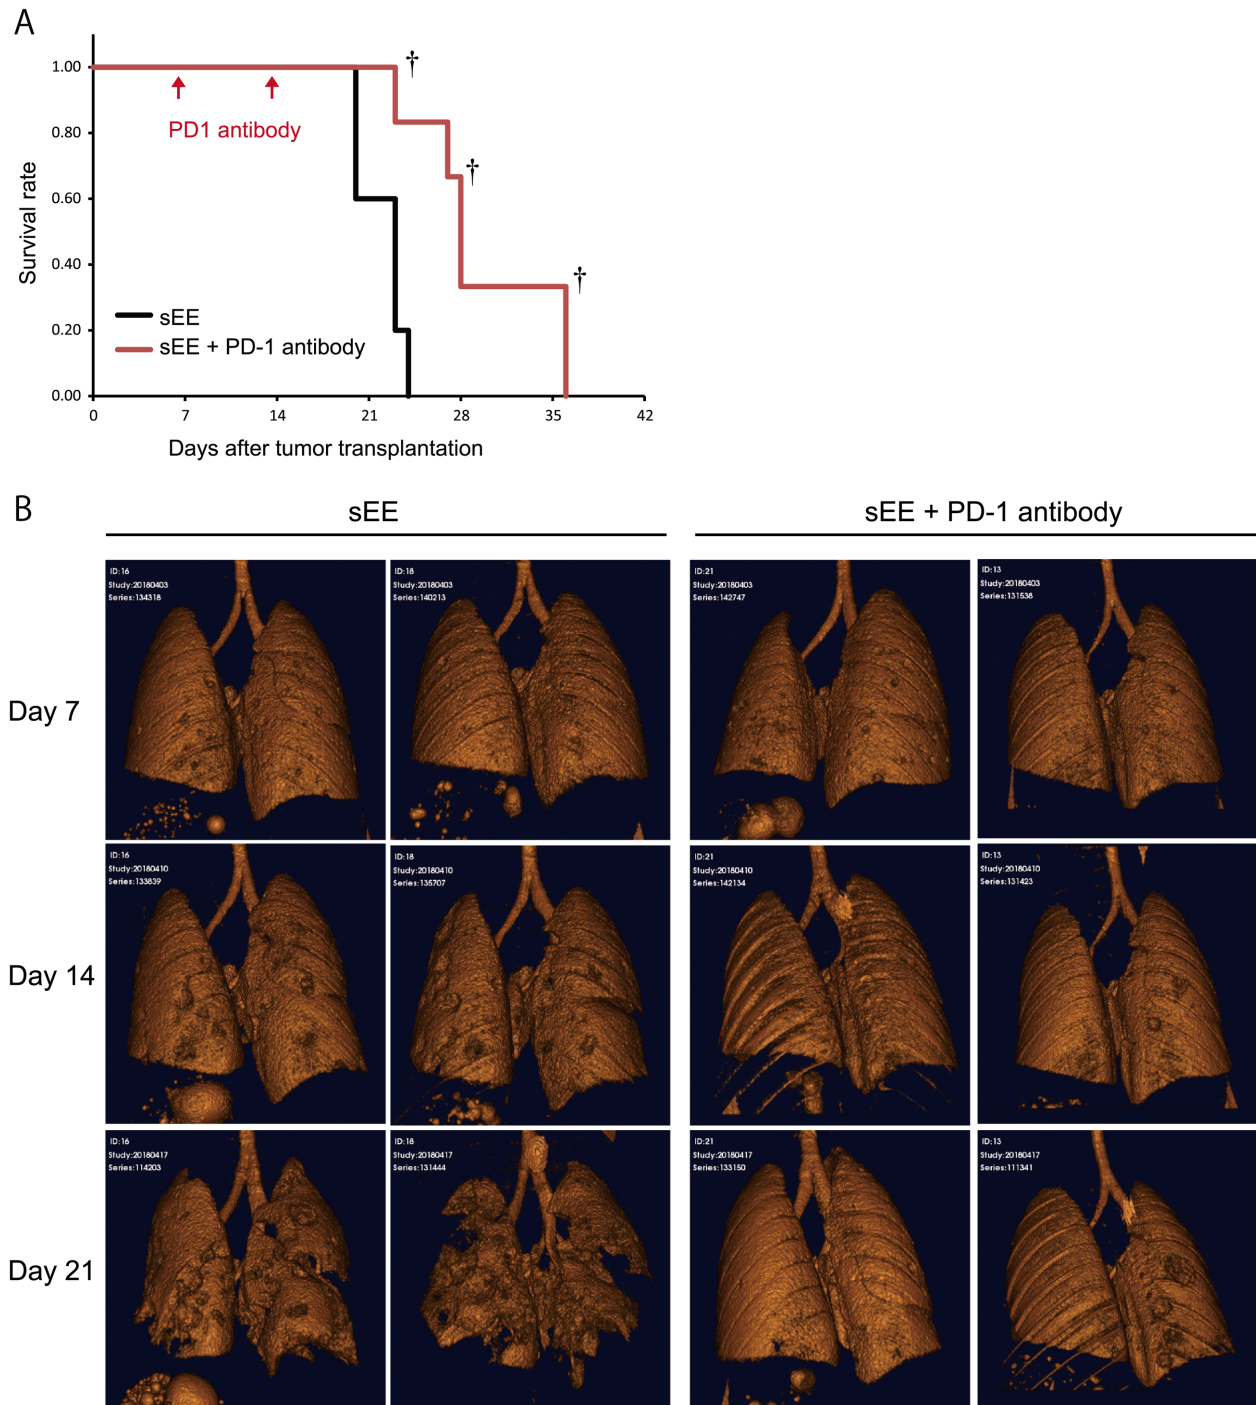 A
1.00
0.80
0.60
0.40
0.20
0.00
Survival rate
†
†
†
PD1 antibody
sEE
sEE + PD-1 antibody
0 7 14 21 28 35 42
Days after tumor transplantation
B
sEE
sEE + PD-1 antibody
Day 7
ID:16
Study:20180403
Series:134318
ID:18
Study:20180403
Series:140213
ID:21
Study:20180403
Series:142747
ID:13
Study:20180403
Series:131538
Day 14
ID:16
Study:20180410
Series:133839
ID:18
Study:20180410
Series:135707
ID:21
Study:20180410
Series:142134
ID:13
Study:20180410
Series:131423
Day 21
ID:16
Study:20180417
Series:114203
ID:18
Study:20180417
Series:131444
ID:21
Study:20180417
Series:133150
ID:13
Study:20180417
Series:111341